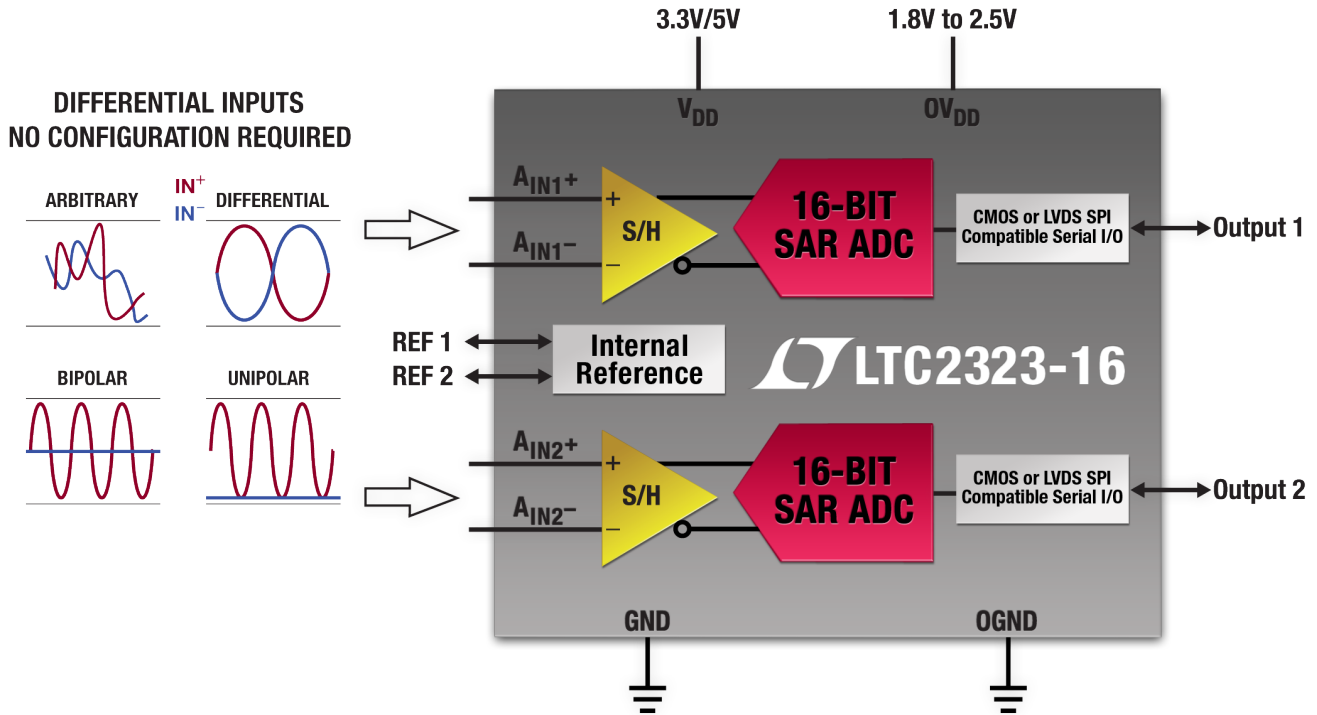 3.3V/5V
1.8V to 2.5V
DIFFERENTIAL INPUTS
NO CONFIGURATION REQUIRED
VDD
OVDD
ARBITRARY
IN+
IN−
DIFFERENTIAL
AIN1+
AIN1−
+
S/H
−
16-BIT
SAR ADC
CMOS or LVDS SPI
Compatible Serial I/O
Output 1
REF 1
REF 2
Internal
Reference
LTC2323-16
BIPOLAR
UNIPOLAR
AIN2+
AIN2−
+
S/H
−
16-BIT
SAR ADC
CMOS or LVDS SPI
Compatible Serial I/O
Output 2
GND
OGND